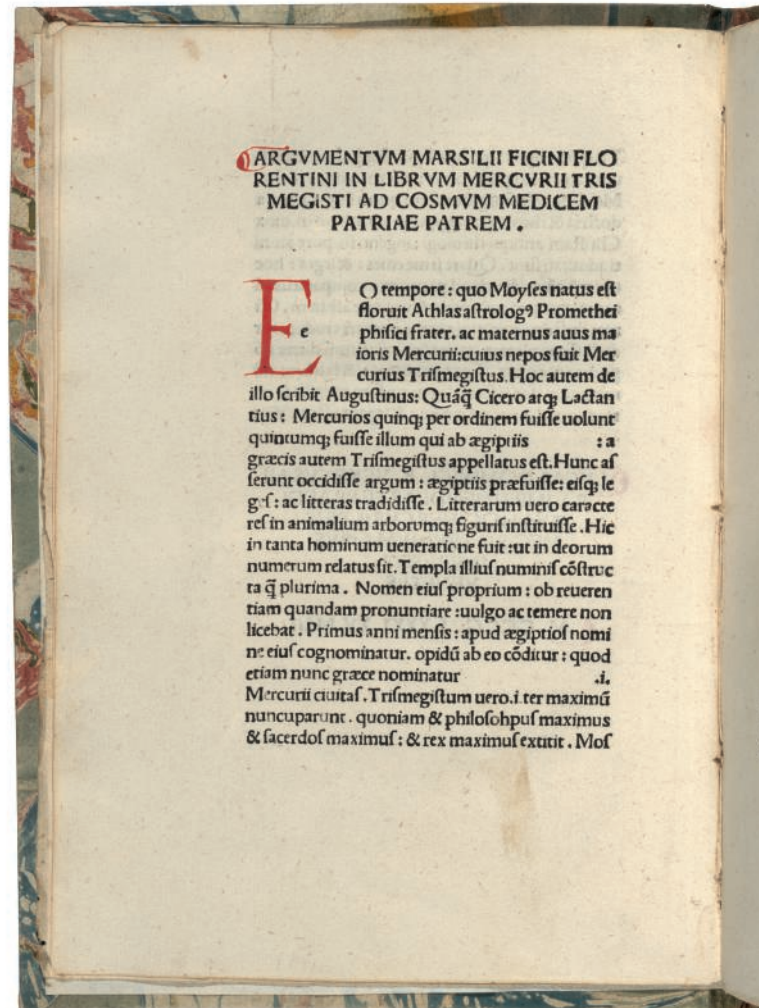 ARGVMENTVM MARSILII FICINI FLO
RENTINI IN LIBRVM MERCVRII TRIS
MEGISTI AD COSMVM MEDICEM
PATRIAE PATREM .
E e O tempore : quo Moyſes natus eſt
floruit Athlas aſtrologꝰ Promethei
phiſici frater. ac maternus auus ma
ioris Mercurii:cuius nepos fuit Mer
curius Triſmegiſtus. Hoc autem de
illo ſcribit Auguſtinus: Quãq̃ Cicero atqꝫ Lactan
tius : Mercurios quinqꝫ per ordinem fuiſſe uolunt
quintumqꝫ fuiſſe illum qui ab ægiptiis : a
græcis autem Triſmegiſtus appellatus eſt. Hunc aſ
ſerunt occidiſſe argum : ægiptiis præfuiſſe: eiſqꝫ le
geſ : ac litteras tradidiſſe . Litterarum uero caracte
reſ in animalium arborumqꝫ figuriſ inſtituiſſe . Hic
in tanta hominum ueneratione fuit :ut in deorum
numerum relatus ſit. Templa illiuſ numiniſ cõſtruc
ta q̃ plurima . Nomen eiuſ proprium : ob reueren
tiam quandam pronuntiare :uulgo ac temere non
licebat . Primus anni menſis : apud ægiptioſ nomi
ne eiuſ cognominatur. opidũ ab eo cõditur : quod
etiam nunc græce nominatur .i.
Mercurii ciuitaſ . Triſmegiſtum uero.i ter maximũ
nuncuparunt . quoniam & philoſohpuſ maximus
& ſacerdoſ maximuſ : & rex maximuſ extitit . Moſ